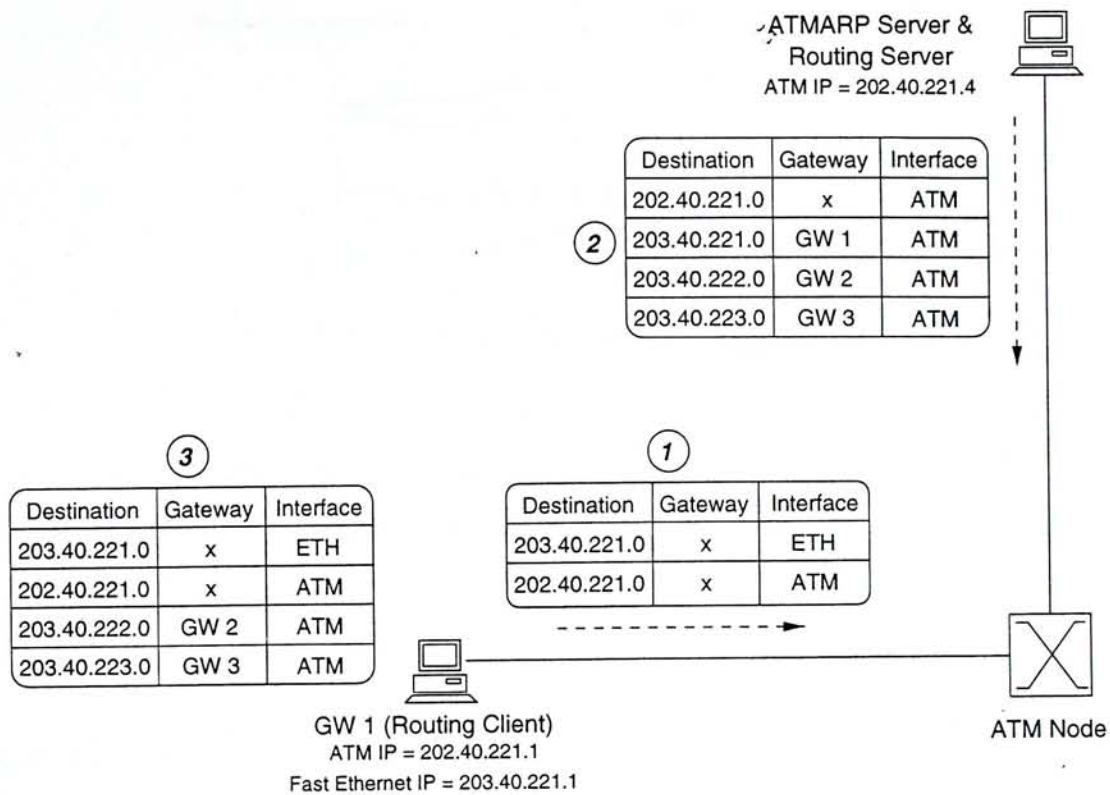 ATMARP Server &
Routing Server
ATM IP = 202.40.221.4
2
Destination Gateway Interface
202.40.221.0 x ATM
203.40.221.0 GW 1 ATM
203.40.222.0 GW 2 ATM
203.40.223.0 GW 3 ATM
3
Destination Gateway Interface
203.40.221.0 x ETH
202.40.221.0 x ATM
203.40.222.0 GW 2 ATM
203.40.223.0 GW 3 ATM
1
Destination Gateway Interface
203.40.221.0 x ETH
202.40.221.0 x ATM
GW 1 (Routing Client)
ATM IP = 202.40.221.1
Fast Ethernet IP = 203.40.221.1
ATM Node